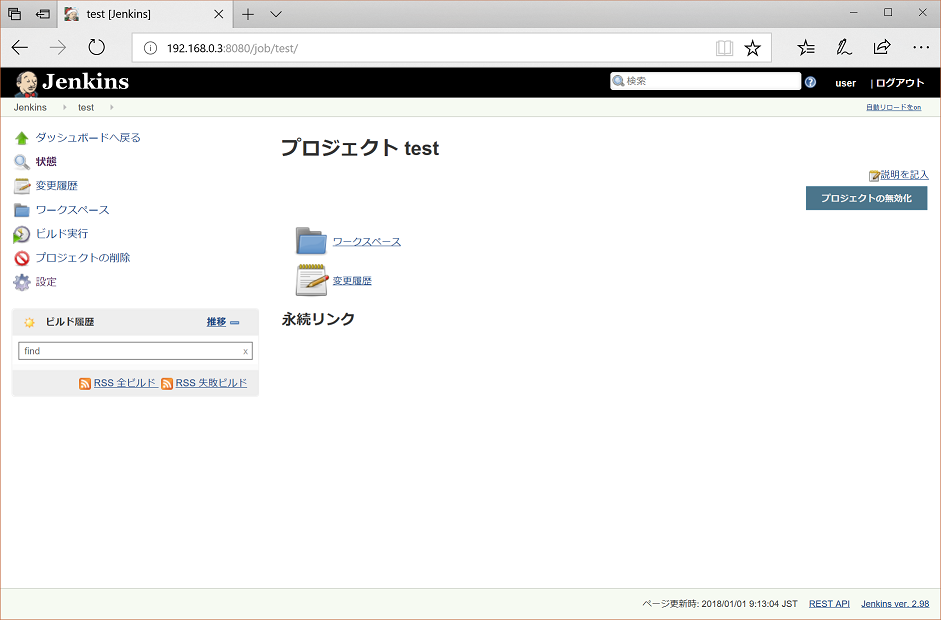 test [Jenkins]
192.168.0.3:8080/job/test/
Jenkins
検索
user
| ログアウト
Jenkins
test
自動リロードをon
ダッシュボードへ戻る
状態
変更履歴
ワークスペース
ビルド実行
プロジェクトの削除
設定
ビルド履歴
推移
find
x
RSS 全ビルド
RSS 失敗ビルド
プロジェクト test
説明を記入
プロジェクトの無効化
ワークスペース
変更履歴
永続リンク
ページ更新時: 2018/01/01 9:13:04 JST
REST API
Jenkins ver. 2.98